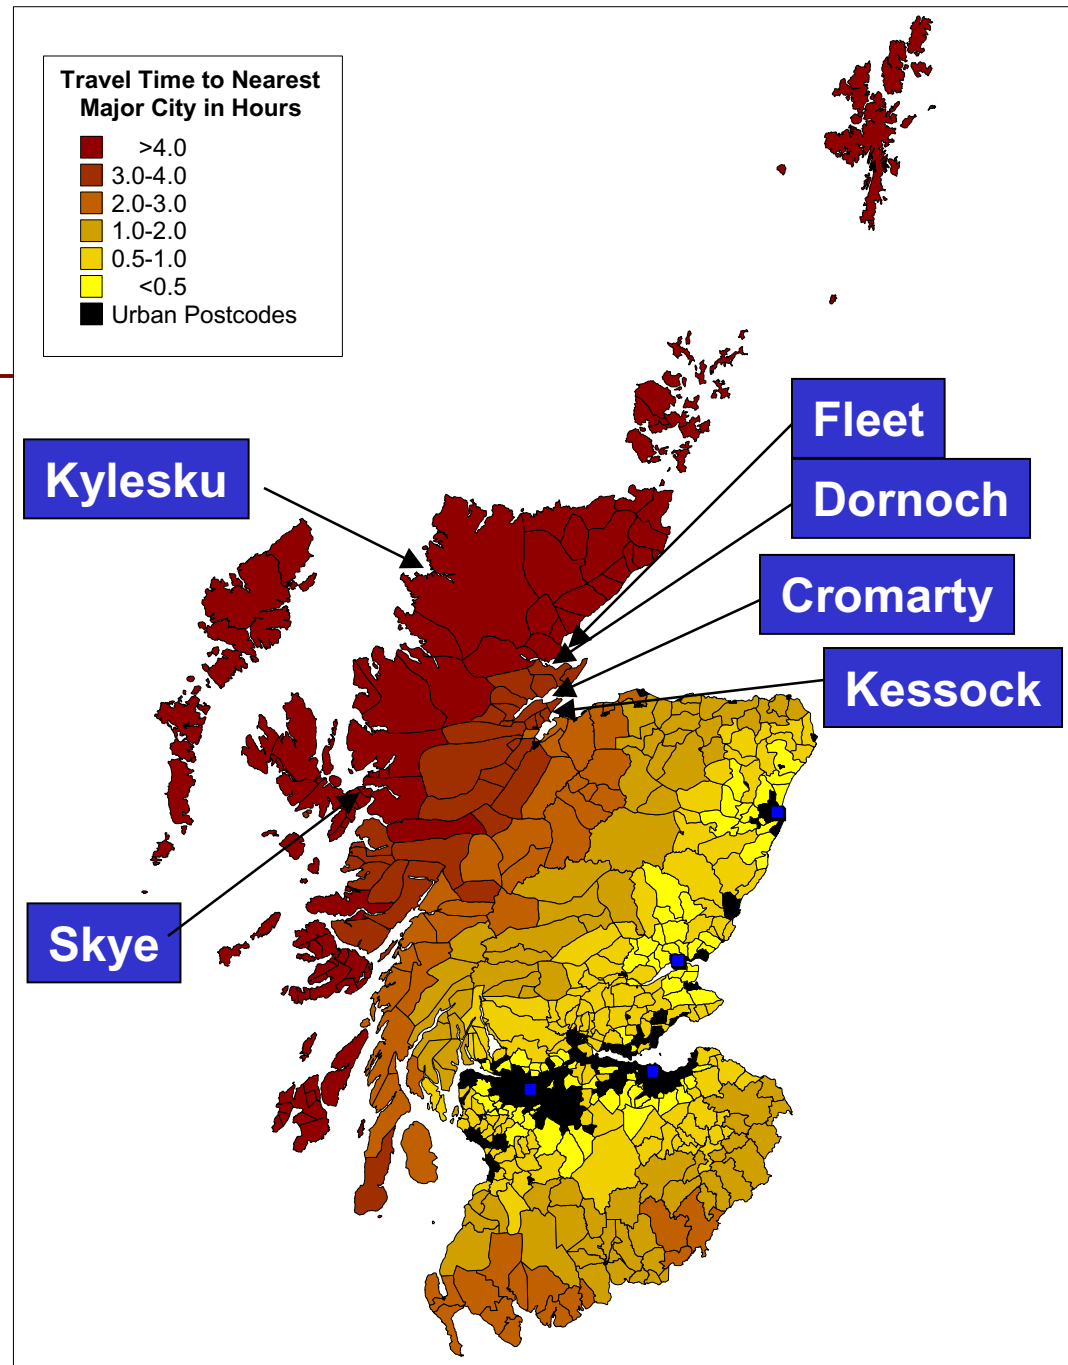 Travel Time to Nearest
Major City in Hours
>4.0
3.0-4.0
2.0-3.0
1.0-2.0
0.5-1.0
<0.5
Urban Postcodes
Fleet
Kylesku
Dornoch
Cromarty
Kessock
Skye